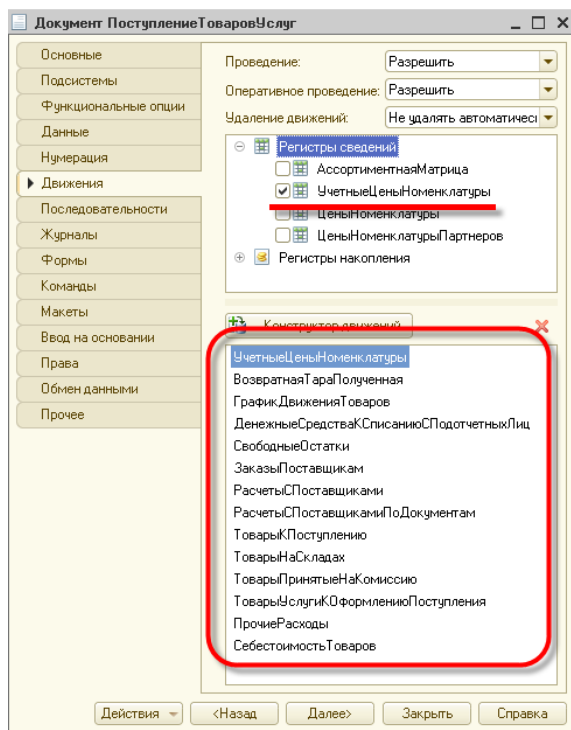 Документ ПоступлениеТоваровУслуг
Основные
Подсистемы
Функциональные опции
Данные
Нумерация
Движения
Последовательности
Журналы
Формы
Команды
Макеты
Ввод на основании
Права
Обмен данными
Прочее
Проведение: Разрешить
Оперативное проведение: Разрешить
Удаление движений: Не удалять автоматичесі
Регистры сведений
АссортиментнаяМатрица
УчетныеЦеныНоменклатуры
ЦеныНоменклатуры
ЦеныНоменклатурыПартнеров
Регистры накопления
Конструктор движений
УчетныеЦеныНоменклатуры
ВозвратнаяТараПолученная
ГрафикДвиженияТоваров
ДенежныеСредстваКСписаниюСПодотчетныхЛиц
СвободныеОстатки
ЗаказыПоставщикам
РасчетыСПоставщиками
РасчетыСПоставщикамиПоДокументам
ТоварыКПоступлению
ТоварыНаСкладах
ТоварыПринятыеНаКомиссию
ТоварыУслугиКОформлениюПоступления
ПрочиеРасходы
СебестоимостьТоваров
Действия <Назад Далее> Закрыть Справка